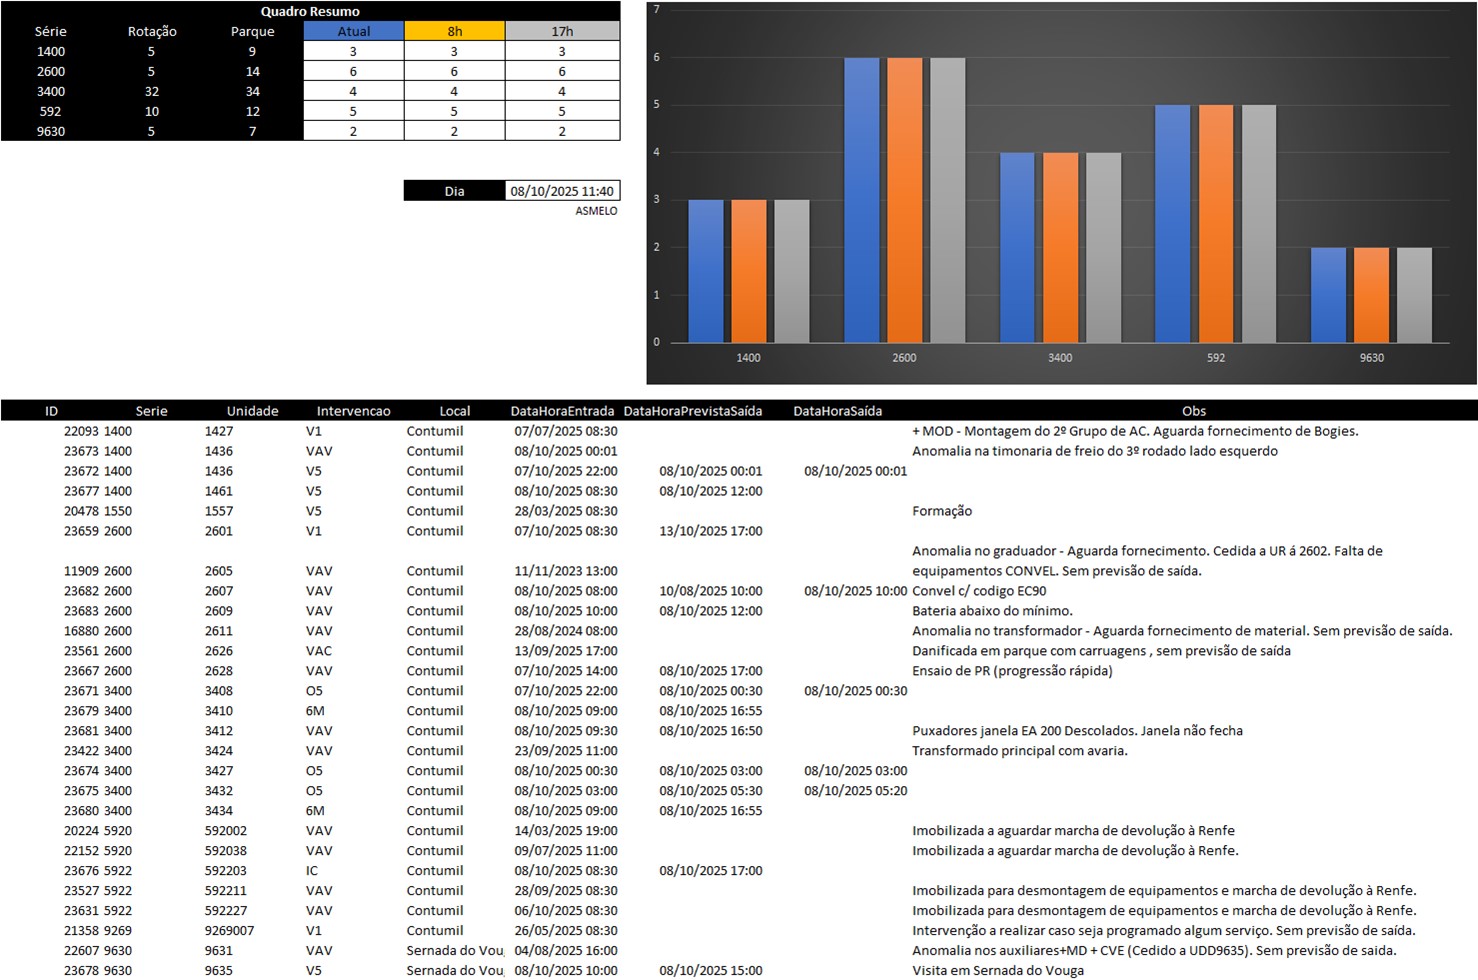 Quadro Resumo
Série Rotação Parque Atual 8h 17h
1400 5 9 3 3 3
2600 5 14 6 6 6
3400 32 34 4 4 4
592 10 12 5 5 5
9630 5 7 2 2 2
Dia 08/10/2025 11:40
ASMELO
7
6
5
4
3
2
1
0
1400 2600 3400 592 9630
ID Serie Unidade Intervencao Local DataHoraEntrada DataHoraPrevistaSaída DataHoraSaída Obs
22093 1400 1427 V1 Contumil 07/07/2025 08:30 + MOD - Montagem do 2º Grupo de AC. Aguarda fornecimento de Bogies.
23673 1400 1436 VAV Contumil 08/10/2025 00:01 Anomalia na timonaria de freio do 3º rodado lado esquerdo
23672 1400 1436 V5 Contumil 07/10/2025 22:00 08/10/2025 00:01 08/10/2025 00:01
23677 1400 1461 V5 Contumil 08/10/2025 08:30 08/10/2025 12:00
20478 1550 1557 V5 Contumil 28/03/2025 08:30 Formação
23659 2600 2601 V1 Contumil 07/10/2025 08:30 13/10/2025 17:00
Anomalia no graduador - Aguarda fornecimento. Cedida a UR á 2602. Falta de
11909 2600 2605 VAV Contumil 11/11/2023 13:00 equipamentos CONVEL. Sem previsão de saída.
23682 2600 2607 VAV Contumil 08/10/2025 08:00 10/08/2025 10:00 08/10/2025 10:00 Convel c/ codigo EC90
23683 2600 2609 VAV Contumil 08/10/2025 10:00 08/10/2025 12:00 Bateria abaixo do mínimo.
16880 2600 2611 VAV Contumil 28/08/2024 08:00 Anomalia no transformador - Aguarda fornecimento de material. Sem previsão de saída.
23561 2600 2626 VAC Contumil 13/09/2025 17:00 Danificada em parque com carruagens , sem previsão de saída
23667 2600 2628 VAV Contumil 07/10/2025 14:00 08/10/2025 17:00 Ensaio de PR (progressão rápida)
23671 3400 3408 O5 Contumil 07/10/2025 22:00 08/10/2025 00:30 08/10/2025 00:30
23679 3400 3410 6M Contumil 08/10/2025 09:00 08/10/2025 16:55
23681 3400 3412 VAV Contumil 08/10/2025 09:30 08/10/2025 16:50 Puxadores janela EA 200 Descolados. Janela não fecha
23422 3400 3424 VAV Contumil 23/09/2025 11:00 Transformado principal com avaria.
23674 3400 3427 O5 Contumil 08/10/2025 00:30 08/10/2025 03:00 08/10/2025 03:00
23675 3400 3432 O5 Contumil 08/10/2025 03:00 08/10/2025 05:30 08/10/2025 05:20
23680 3400 3434 6M Contumil 08/10/2025 09:00 08/10/2025 16:55
20224 5920 592002 VAV Contumil 14/03/2025 19:00 Imobilizada a aguardar marcha de devolução à Renfe
22152 5920 592038 VAV Contumil 09/07/2025 11:00 Imobilizada a aguardar marcha de devolução à Renfe.
23676 5922 592203 IC Contumil 08/10/2025 08:30 08/10/2025 17:00
23527 5922 592211 VAV Contumil 28/09/2025 08:30 Imobilizada para desmontagem de equipamentos e marcha de devolução à Renfe.
23631 5922 592227 VAV Contumil 06/10/2025 08:30 Imobilizada para desmontagem de equipamentos e marcha de devolução à Renfe.
21358 9269 9269007 V1 Contumil 26/05/2025 08:30 Intervenção a realizar caso seja programado algum serviço. Sem previsão de saída.
22607 9630 9631 VAV Sernada do Vou 04/08/2025 16:00 Anomalia nos auxiliares+MD + CVE (Cedido a UDD9635). Sem previsão de saida.
23678 9630 9635 V5 Sernada do Vou 08/10/2025 10:00 08/10/2025 15:00 Visita em Sernada do Vouga